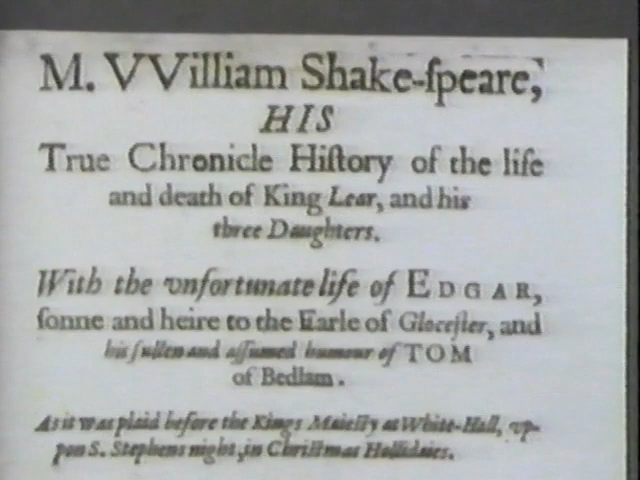 M. VVilliam Shake-ſpeare,
HIS
True Chronicle Hiſtory of the life
and death of King Lear, and his
three Daughters.
With the vnfortunate life of EDGAR,
ſonne and heire to the Earle of Gloceſter, and
his ſullen and aſſumed humour of TOM
of Bedlam.
As it was plaid before the Kings Maieſty at White-Hall, vp-
pon S. Stephens night, in Chriſtmas Hollidaies.